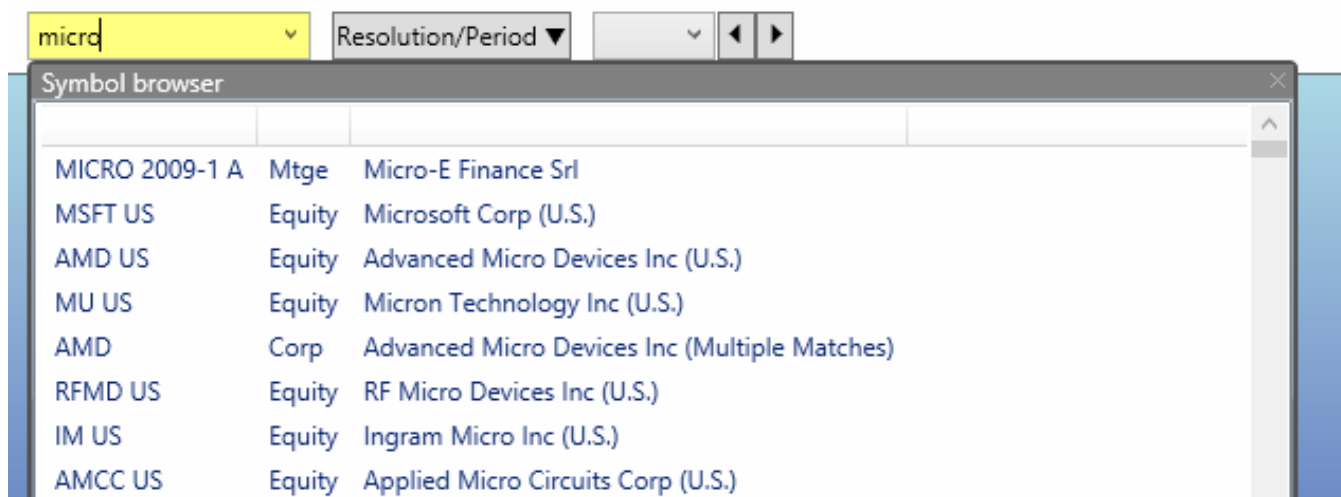 micro Resolution/Period ▼
Symbol browser
MICRO 2009-1 A Mtge Micro-E Finance Srl
MSFT US Equity Microsoft Corp (U.S.)
AMD US Equity Advanced Micro Devices Inc (U.S.)
MU US Equity Micron Technology Inc (U.S.)
AMD Corp Advanced Micro Devices Inc (Multiple Matches)
RFMD US Equity RF Micro Devices Inc (U.S.)
IM US Equity Ingram Micro Inc (U.S.)
AMCC US Equity Applied Micro Circuits Corp (U.S.)